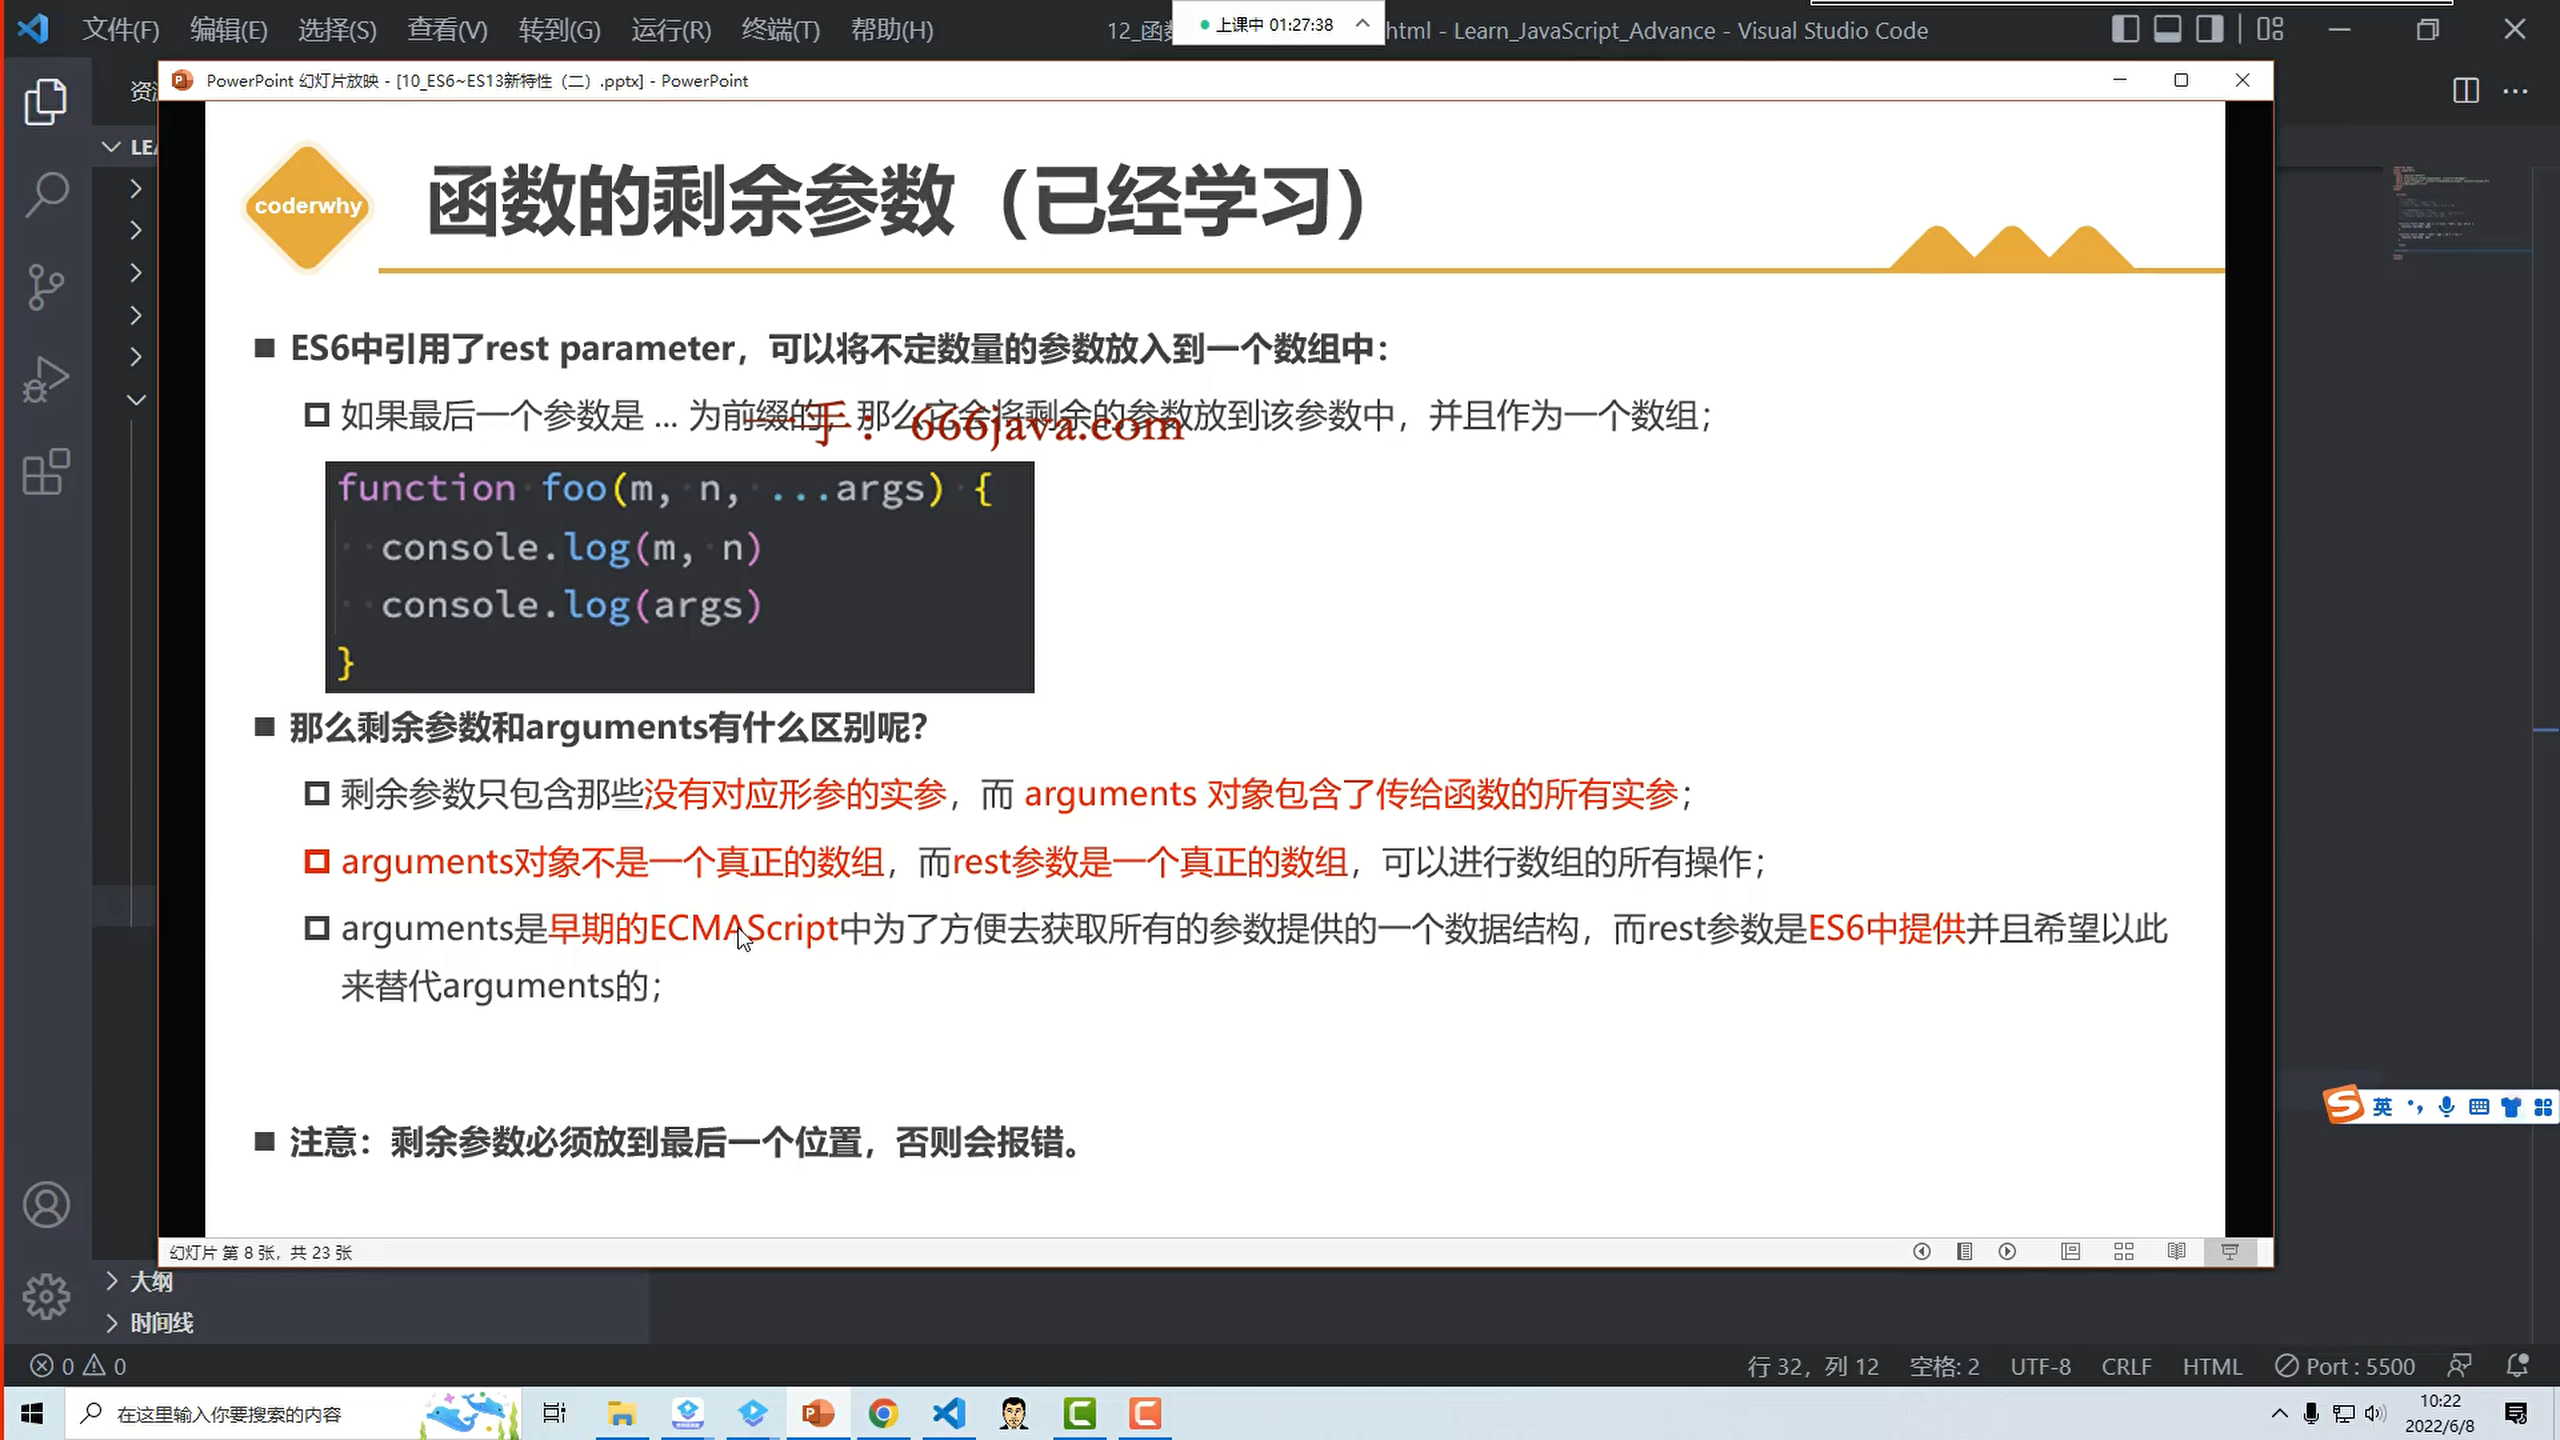 文件(F) 编辑(E) 选择(S) 查看(V) 转到(G) 运行(R) 终端(T) 帮助(H)
12_函
上课中 01:27:38
html - Learn_JavaScript_Advance - Visual Studio Code
PowerPoint 幻灯片放映 - [10_ES6~ES13新特性（二）.pptx] - PowerPoint
LEA
coderwhy
函数的剩余参数（已经学习）
ES6中引用了rest parameter，可以将不定数量的参数放入到一个数组中：
如果最后一个参数是 ... 为前缀的，那么它会将剩余的参数放到该参数中，并且作为一个数组；
一手：666java.com
function foo(m, n, ...args) {
console.log(m, n)
console.log(args)
}
那么剩余参数和arguments有什么区别呢？
剩余参数只包含那些没有对应形参的实参，而 arguments 对象包含了传给函数的所有实参；
arguments对象不是一个真正的数组，而rest参数是一个真正的数组，可以进行数组的所有操作；
arguments是早期的ECMAScript中为了方便去获取所有的参数提供的一个数据结构，而rest参数是ES6中提供并且希望以此
来替代arguments的；
注意：剩余参数必须放到最后一个位置，否则会报错。
英
幻灯片 第 8 张，共 23 张
大纲
时间线
0 0
行 32，列 12 空格: 2 UTF-8 CRLF HTML Port : 5500
在这里输入你要搜索的内容
10:22
2022/6/8